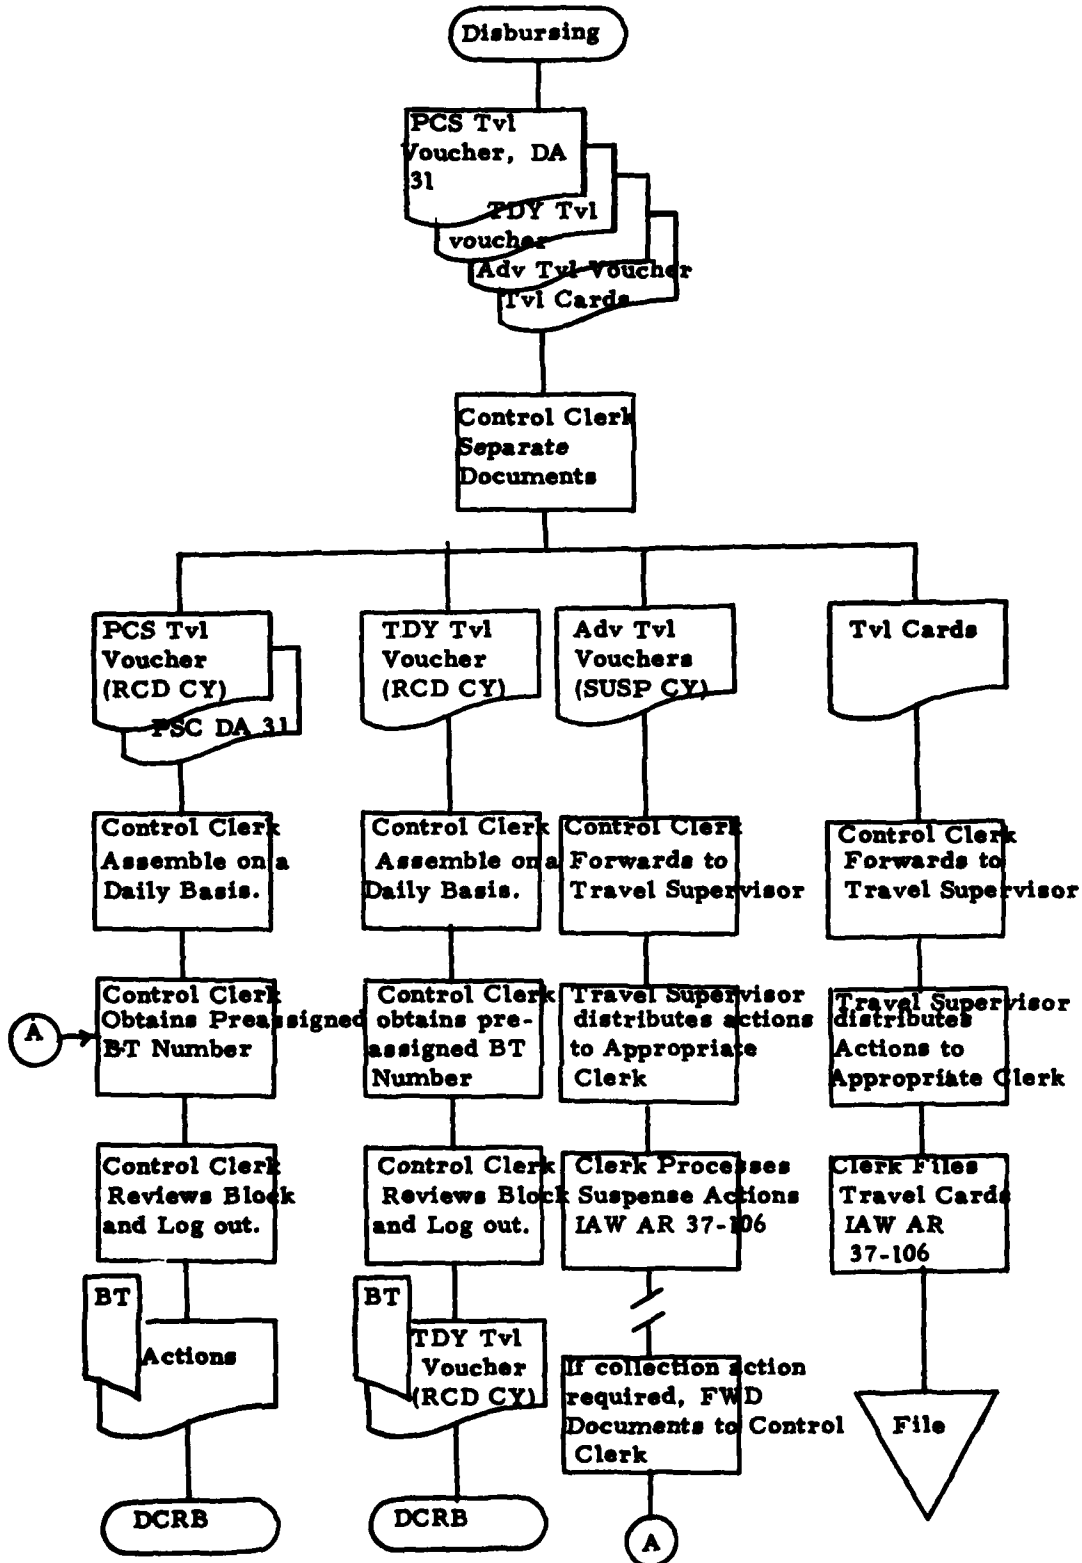 Disbursing
PCS Tvl
Voucher, DA
31
TDY Tvl
voucher
Adv Tvl Voucher
Tvl Cards
Control Clerk
Separate
Documents
PCS Tvl
Voucher
(RCD CY)
PSC DA 31
TDY Tvl
Voucher
(RCD CY)
Adv Tvl
Vouchers
(SUSP CY)
Tvl Cards
Control Clerk
Assemble on a
Daily Basis.
Control Clerk
Assemble on a
Daily Basis.
Control Clerk
Forwards to
Travel Supervisor
Control Clerk
Forwards to
Travel Supervisor
A
Control Clerk
Obtains Preassigned
BT Number
Control Clerk
obtains pre-
assigned BT
Number
Travel Supervisor
distributes actions
to Appropriate
Clerk
Travel Supervisor
distributes
Actions to
Appropriate Clerk
Control Clerk
Reviews Block
and Log out.
Control Clerk
Reviews Block
and Log out.
Clerk Processes
Suspense Actions
IAW AR 37-106
Clerk Files
Travel Cards
IAW AR
37-106
BT
Actions
BT
TDY Tvl
Voucher
(RCD CY)
If collection action
required, FWD
Documents to Control
Clerk
File
DCRB
DCRB
A